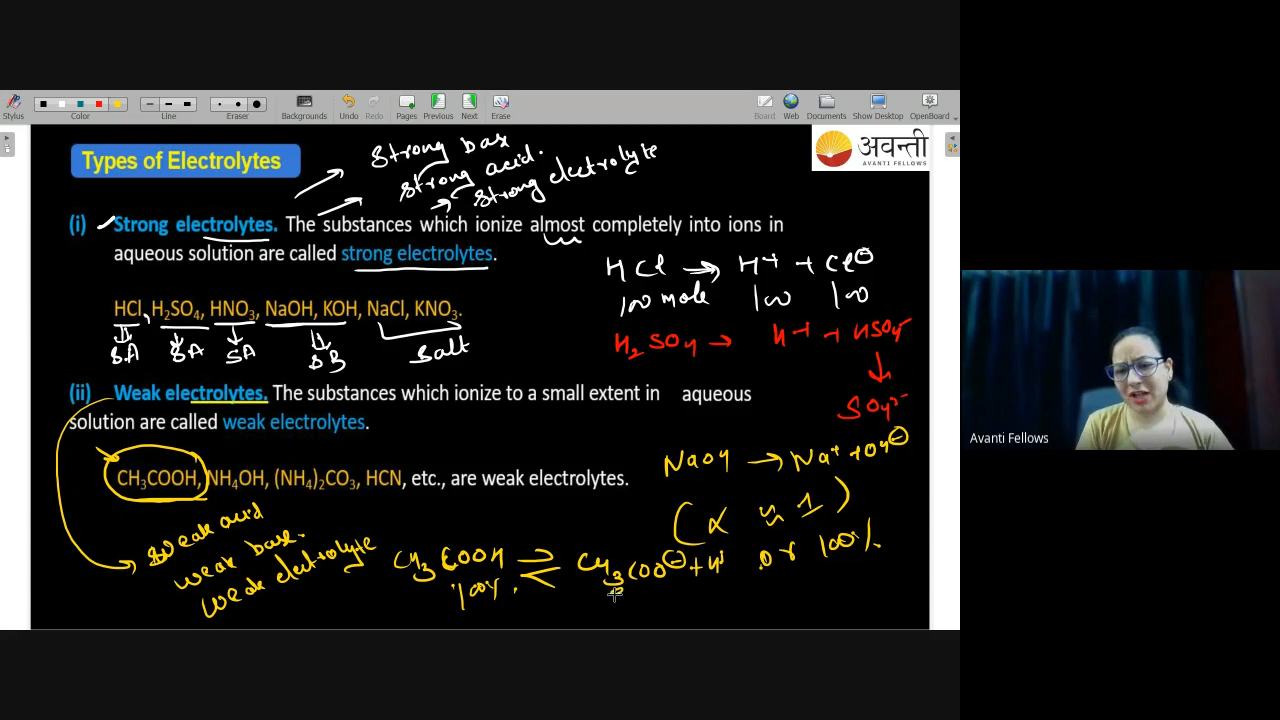 Stylus
Color
Line
Eraser
Backgrounds
Undo
Redo
Pages
Previous
Next
Erase
Board
Web
Documents
Show Desktop
OpenBoard
Types of Electrolytes
Strong bas
Strong acid.
Strong electrolyte
अवन्ती
AVANTI FELLOWS
(i) Strong electrolytes. The substances which ionize almost completely into ions in
aqueous solution are called strong electrolytes.
HCl → H+ + Cl⊖
100 mole 100 100
HCl, H2SO4, HNO3, NaOH, KOH, NaCl, KNO3.
SA SA SA SB Salt
H2SO4 → H+ + HSO4-
SO42-
(ii) Weak electrolytes. The substances which ionize to a small extent in aqueous
solution are called weak electrolytes.
NaOH → Na+ + OH⊖
CH3COOH, NH4OH, (NH4)2CO3, HCN, etc., are weak electrolytes.
(α ≈ 1)
or 100%
Weak acid
weak base.
Weak electrolyte
CH3COOH ⇌ CH3COO⊖ + H+
100%.
Avanti Fellows